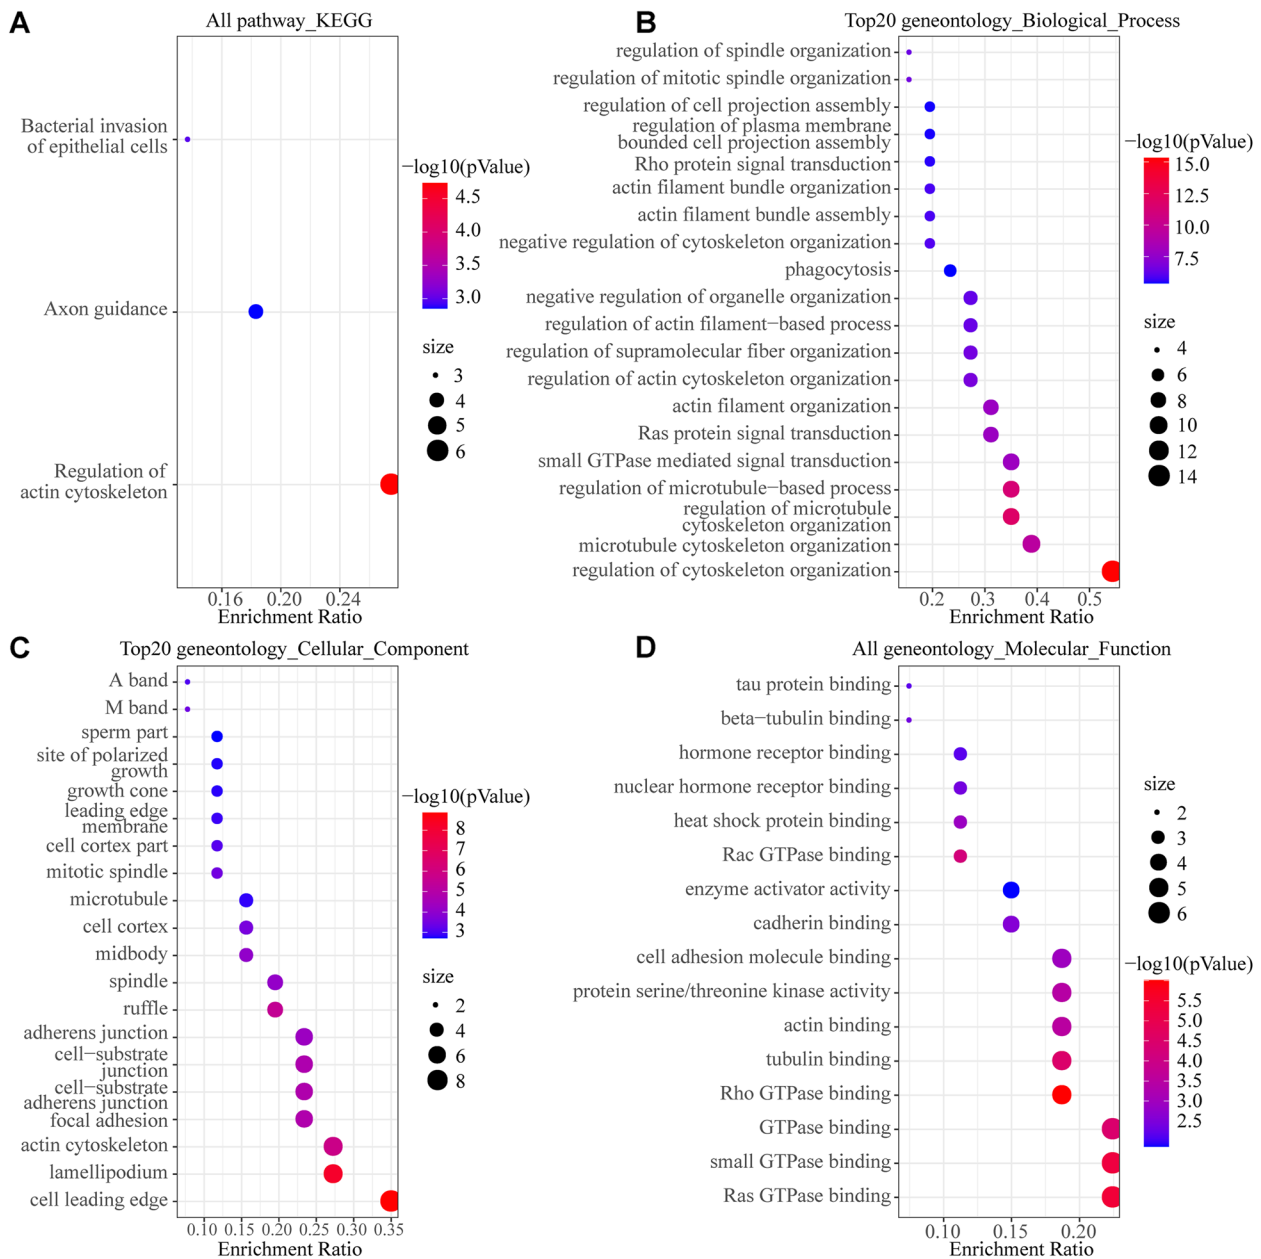 A
All pathway_KEGG
Bacterial invasion
of epithelial cells
Axon guidance
Regulation of
actin cytoskeleton
0.16 0.20 0.24
Enrichment Ratio
−log10(pValue)
4.5
4.0
3.5
3.0
size
3
4
5
6
B
Top20 geneontology_Biological_Process
regulation of spindle organization
regulation of mitotic spindle organization
regulation of cell projection assembly
regulation of plasma membrane
bounded cell projection assembly
Rho protein signal transduction
actin filament bundle organization
actin filament bundle assembly
negative regulation of cytoskeleton organization
phagocytosis
negative regulation of organelle organization
regulation of actin filament−based process
regulation of supramolecular fiber organization
regulation of actin cytoskeleton organization
actin filament organization
Ras protein signal transduction
small GTPase mediated signal transduction
regulation of microtubule−based process
regulation of microtubule
cytoskeleton organization
microtubule cytoskeleton organization
regulation of cytoskeleton organization
0.2 0.3 0.4 0.5
Enrichment Ratio
−log10(pValue)
15.0
12.5
10.0
7.5
size
4
6
8
10
12
14
C
Top20 geneontology_Cellular_Component
A band
M band
sperm part
site of polarized
growth
growth cone
leading edge
membrane
cell cortex part
mitotic spindle
microtubule
cell cortex
midbody
spindle
ruffle
adherens junction
cell−substrate
junction
cell−substrate
adherens junction
focal adhesion
actin cytoskeleton
lamellipodium
cell leading edge
0.10 0.15 0.20 0.25 0.30 0.35
Enrichment Ratio
−log10(pValue)
8
7
6
5
4
3
size
2
4
6
8
D
All geneontology_Molecular_Function
tau protein binding
beta−tubulin binding
hormone receptor binding
nuclear hormone receptor binding
heat shock protein binding
Rac GTPase binding
enzyme activator activity
cadherin binding
cell adhesion molecule binding
protein serine/threonine kinase activity
actin binding
tubulin binding
Rho GTPase binding
GTPase binding
small GTPase binding
Ras GTPase binding
0.10 0.15 0.20
Enrichment Ratio
size
2
3
4
5
6
−log10(pValue)
5.5
5.0
4.5
4.0
3.5
3.0
2.5